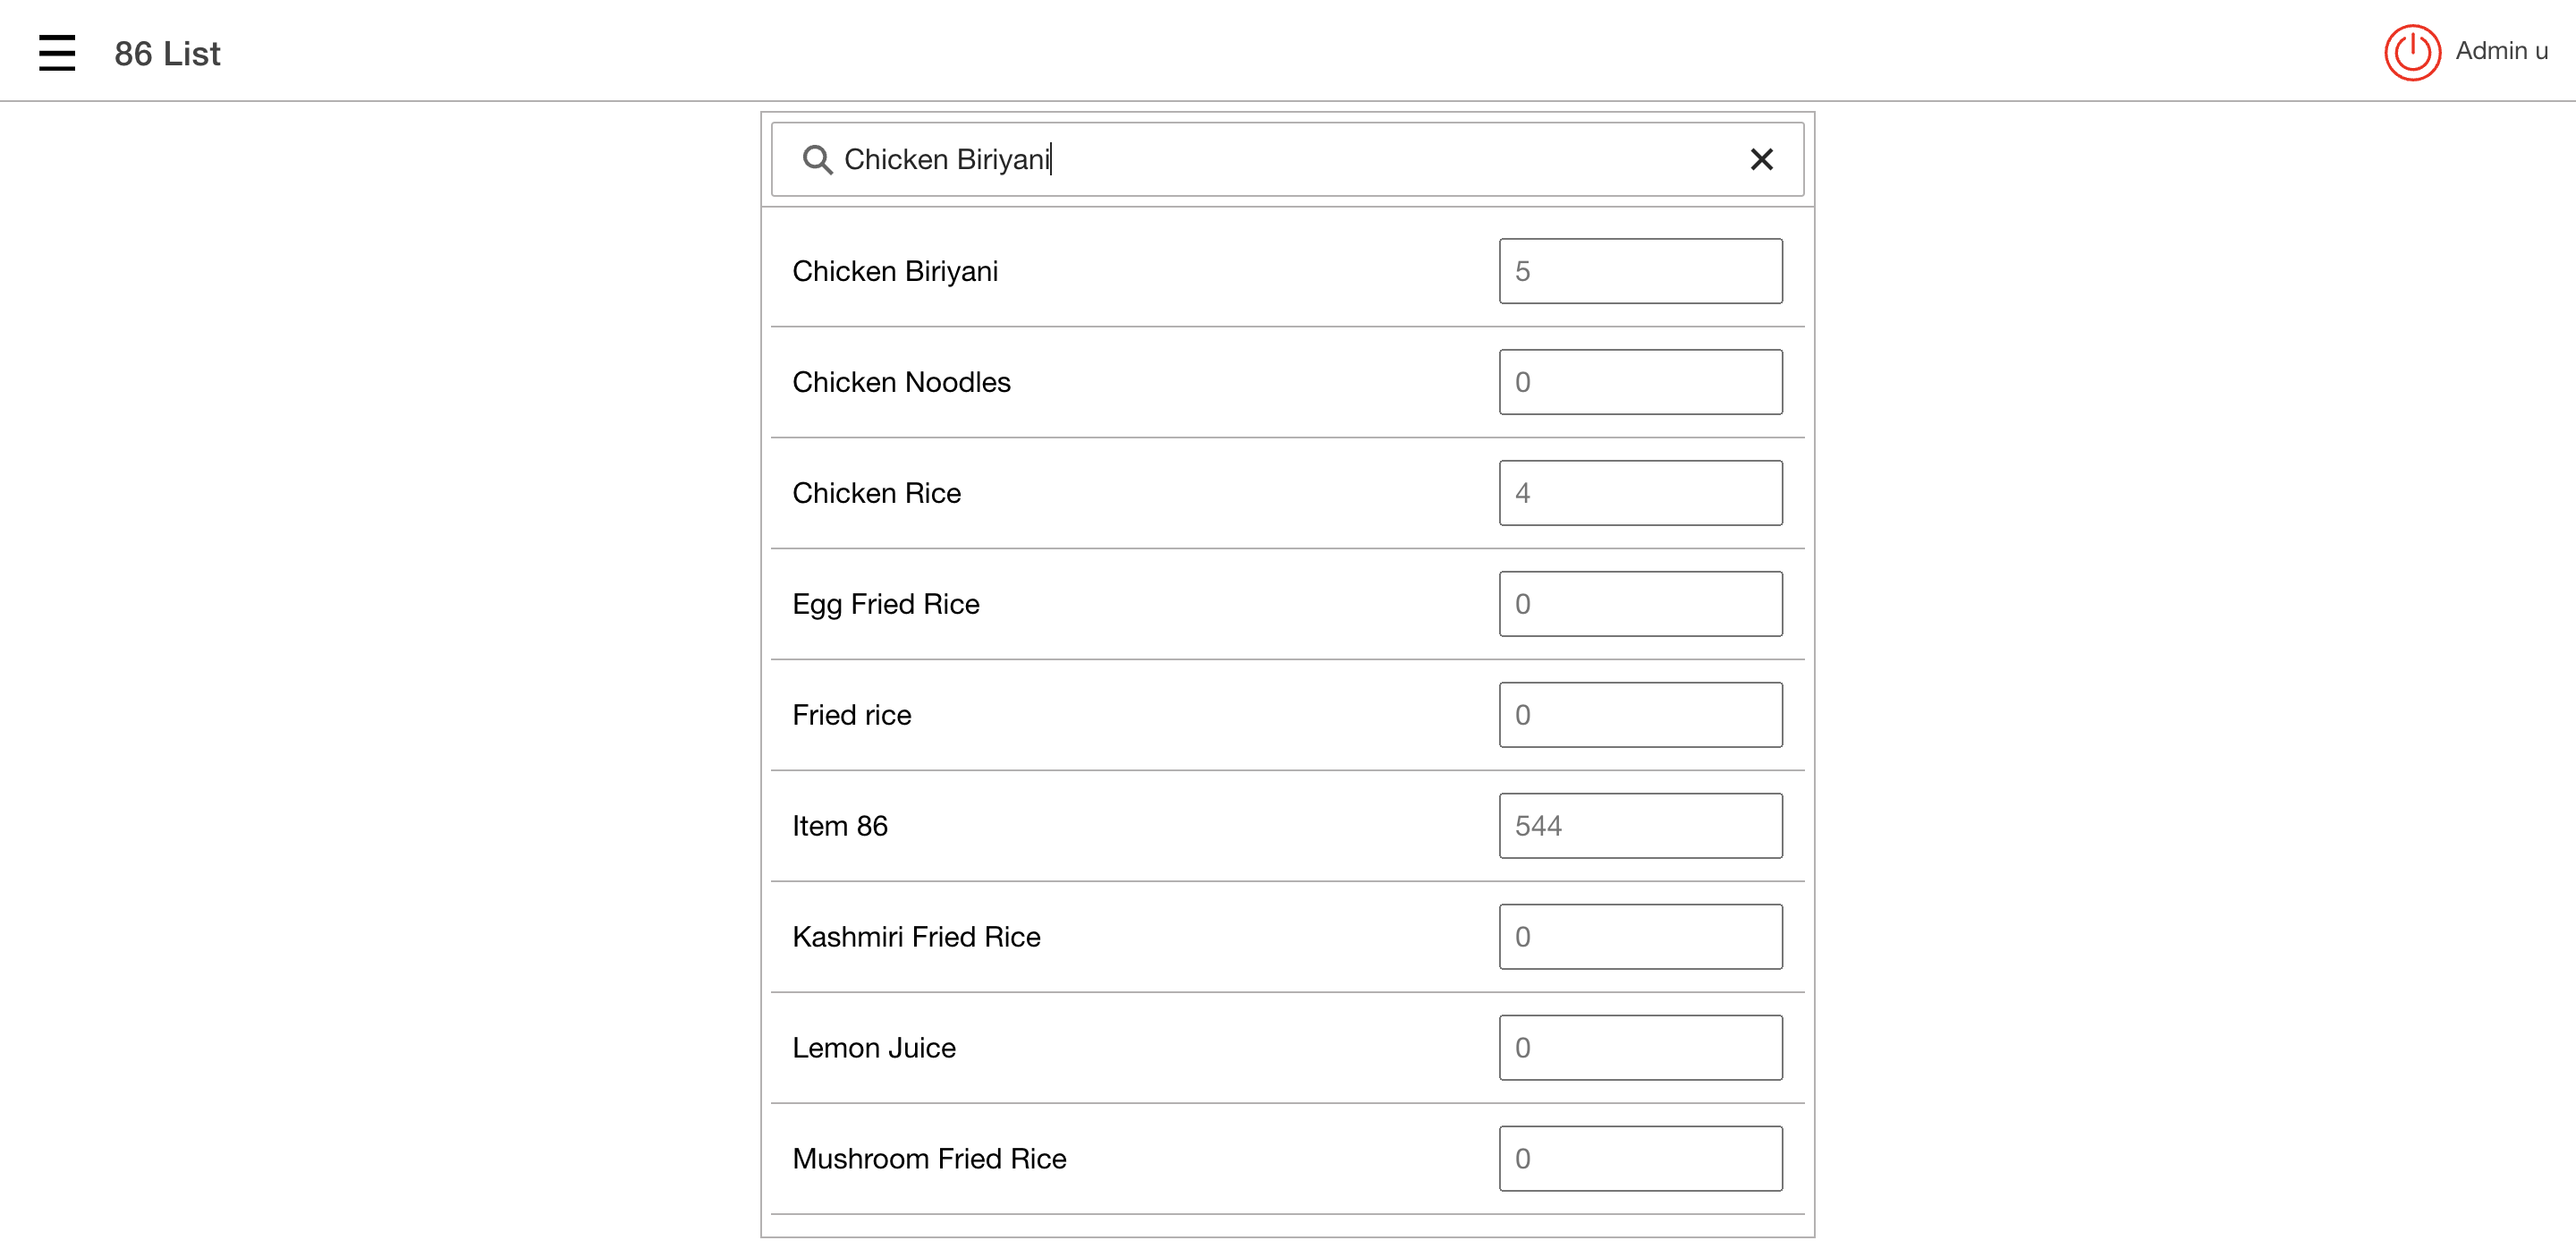 86 List
Admin u
Chicken Biriyani
Chicken Biriyani 5
Chicken Noodles 0
Chicken Rice 4
Egg Fried Rice 0
Fried rice 0
Item 86 544
Kashmiri Fried Rice 0
Lemon Juice 0
Mushroom Fried Rice 0